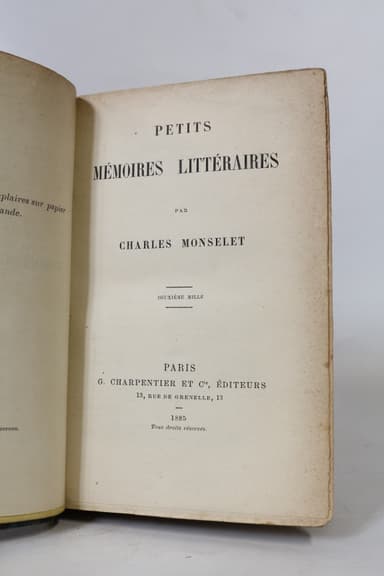 plaires sur papier
ande.
PETITS
MÉMOIRES LITTÉRAIRES
PAR
CHARLES MONSELET
DEUXIÈME MILLE
PARIS
G. CHARPENTIER ET Cie, ÉDITEURS
13, RUE DE GRENELLE, 13
1885
Tous droits réservés.